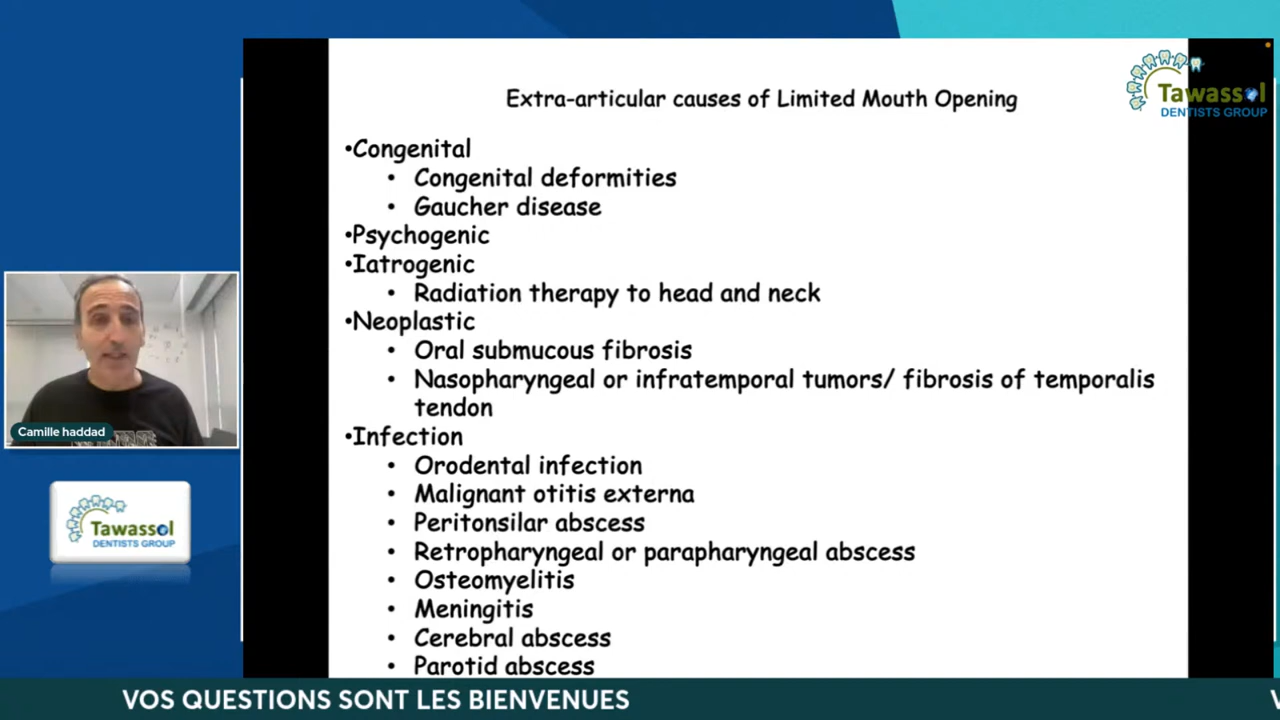 Extra-articular causes of Limited Mouth Opening
Tawassol
DENTISTS GROUP
•Congenital
• Congenital deformities
• Gaucher disease
•Psychogenic
•Iatrogenic
• Radiation therapy to head and neck
•Neoplastic
• Oral submucous fibrosis
• Nasopharyngeal or infratemporal tumors/ fibrosis of temporalis
tendon
•Infection
• Orodental infection
• Malignant otitis externa
• Peritonsilar abscess
• Retropharyngeal or parapharyngeal abscess
• Osteomyelitis
• Meningitis
• Cerebral abscess
• Parotid abscess
Camille haddad
Tawassol
DENTISTS GROUP
VOS QUESTIONS SONT LES BIENVENUES